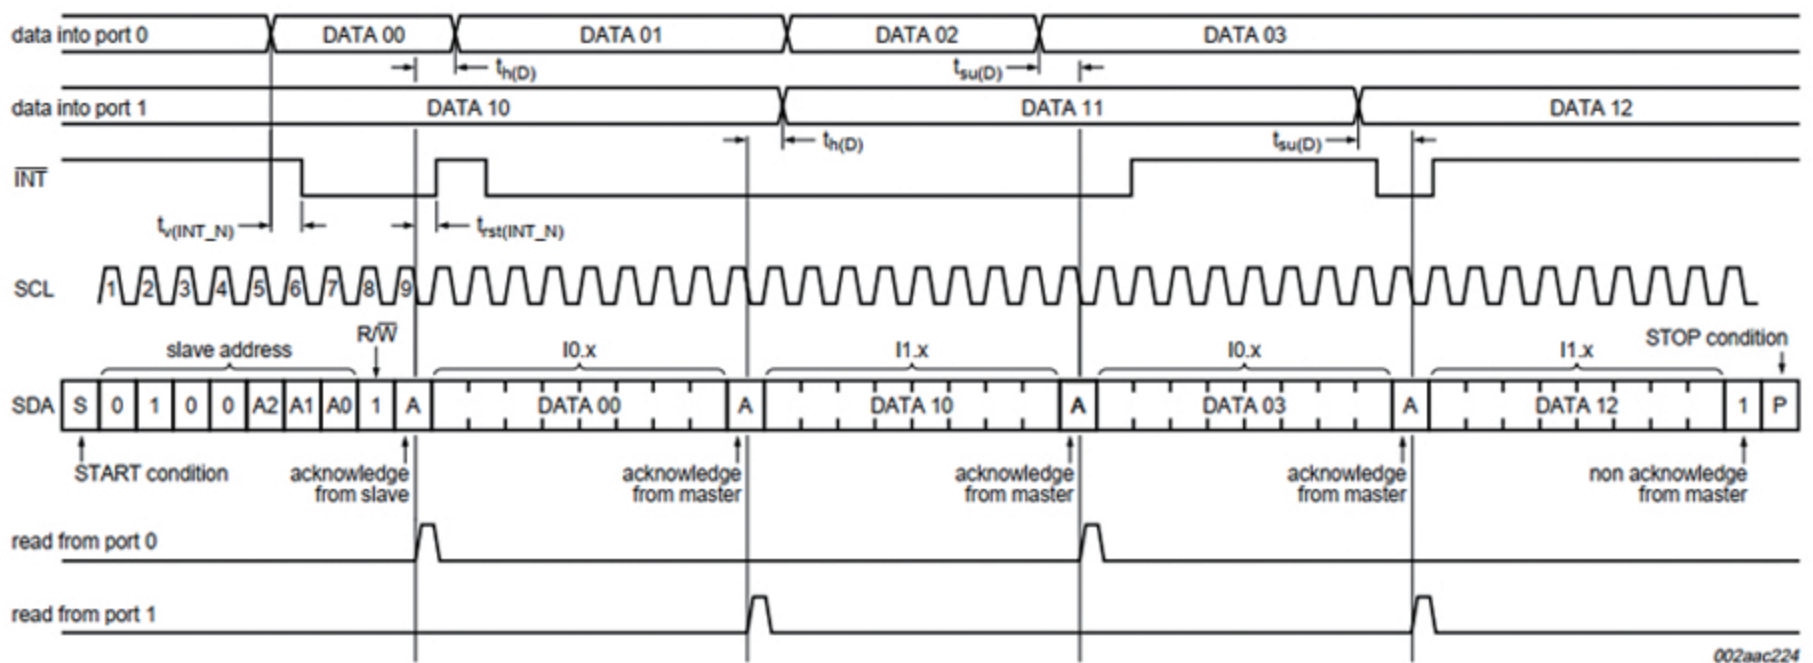 data into port 0 DATA 00 DATA 01 DATA 02 DATA 03
th(D) tsu(D)
data into port 1 DATA 10 DATA 11 DATA 12
th(D) tsu(D)
INT
tv(INT_N) trst(INT_N)
SCL 1 2 3 4 5 6 7 8 9
R/W STOP condition
slave address I0.x I1.x I0.x I1.x
SDA S 0 1 0 0 A2 A1 A0 1 A DATA 00 A DATA 10 A DATA 03 A DATA 12 1 P
START condition acknowledge acknowledge acknowledge acknowledge non acknowledge
from slave from master from master from master from master
read from port 0
read from port 1
002aac224